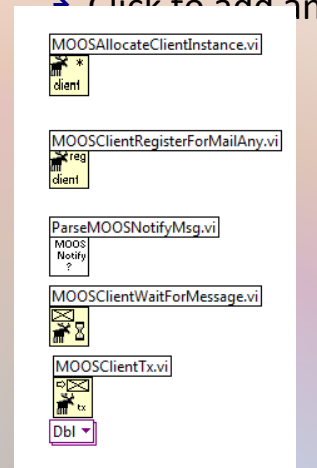 Click to add an
MOOSAllocateClientInstance.vi
*
client
MOOSClientRegisterForMailAny.vi
reg
client
ParseMOOSNotifyMsg.vi
MOOS
Notify
?
MOOSClientWaitForMessage.vi
MOOSClientTx.vi
tx
Dbl